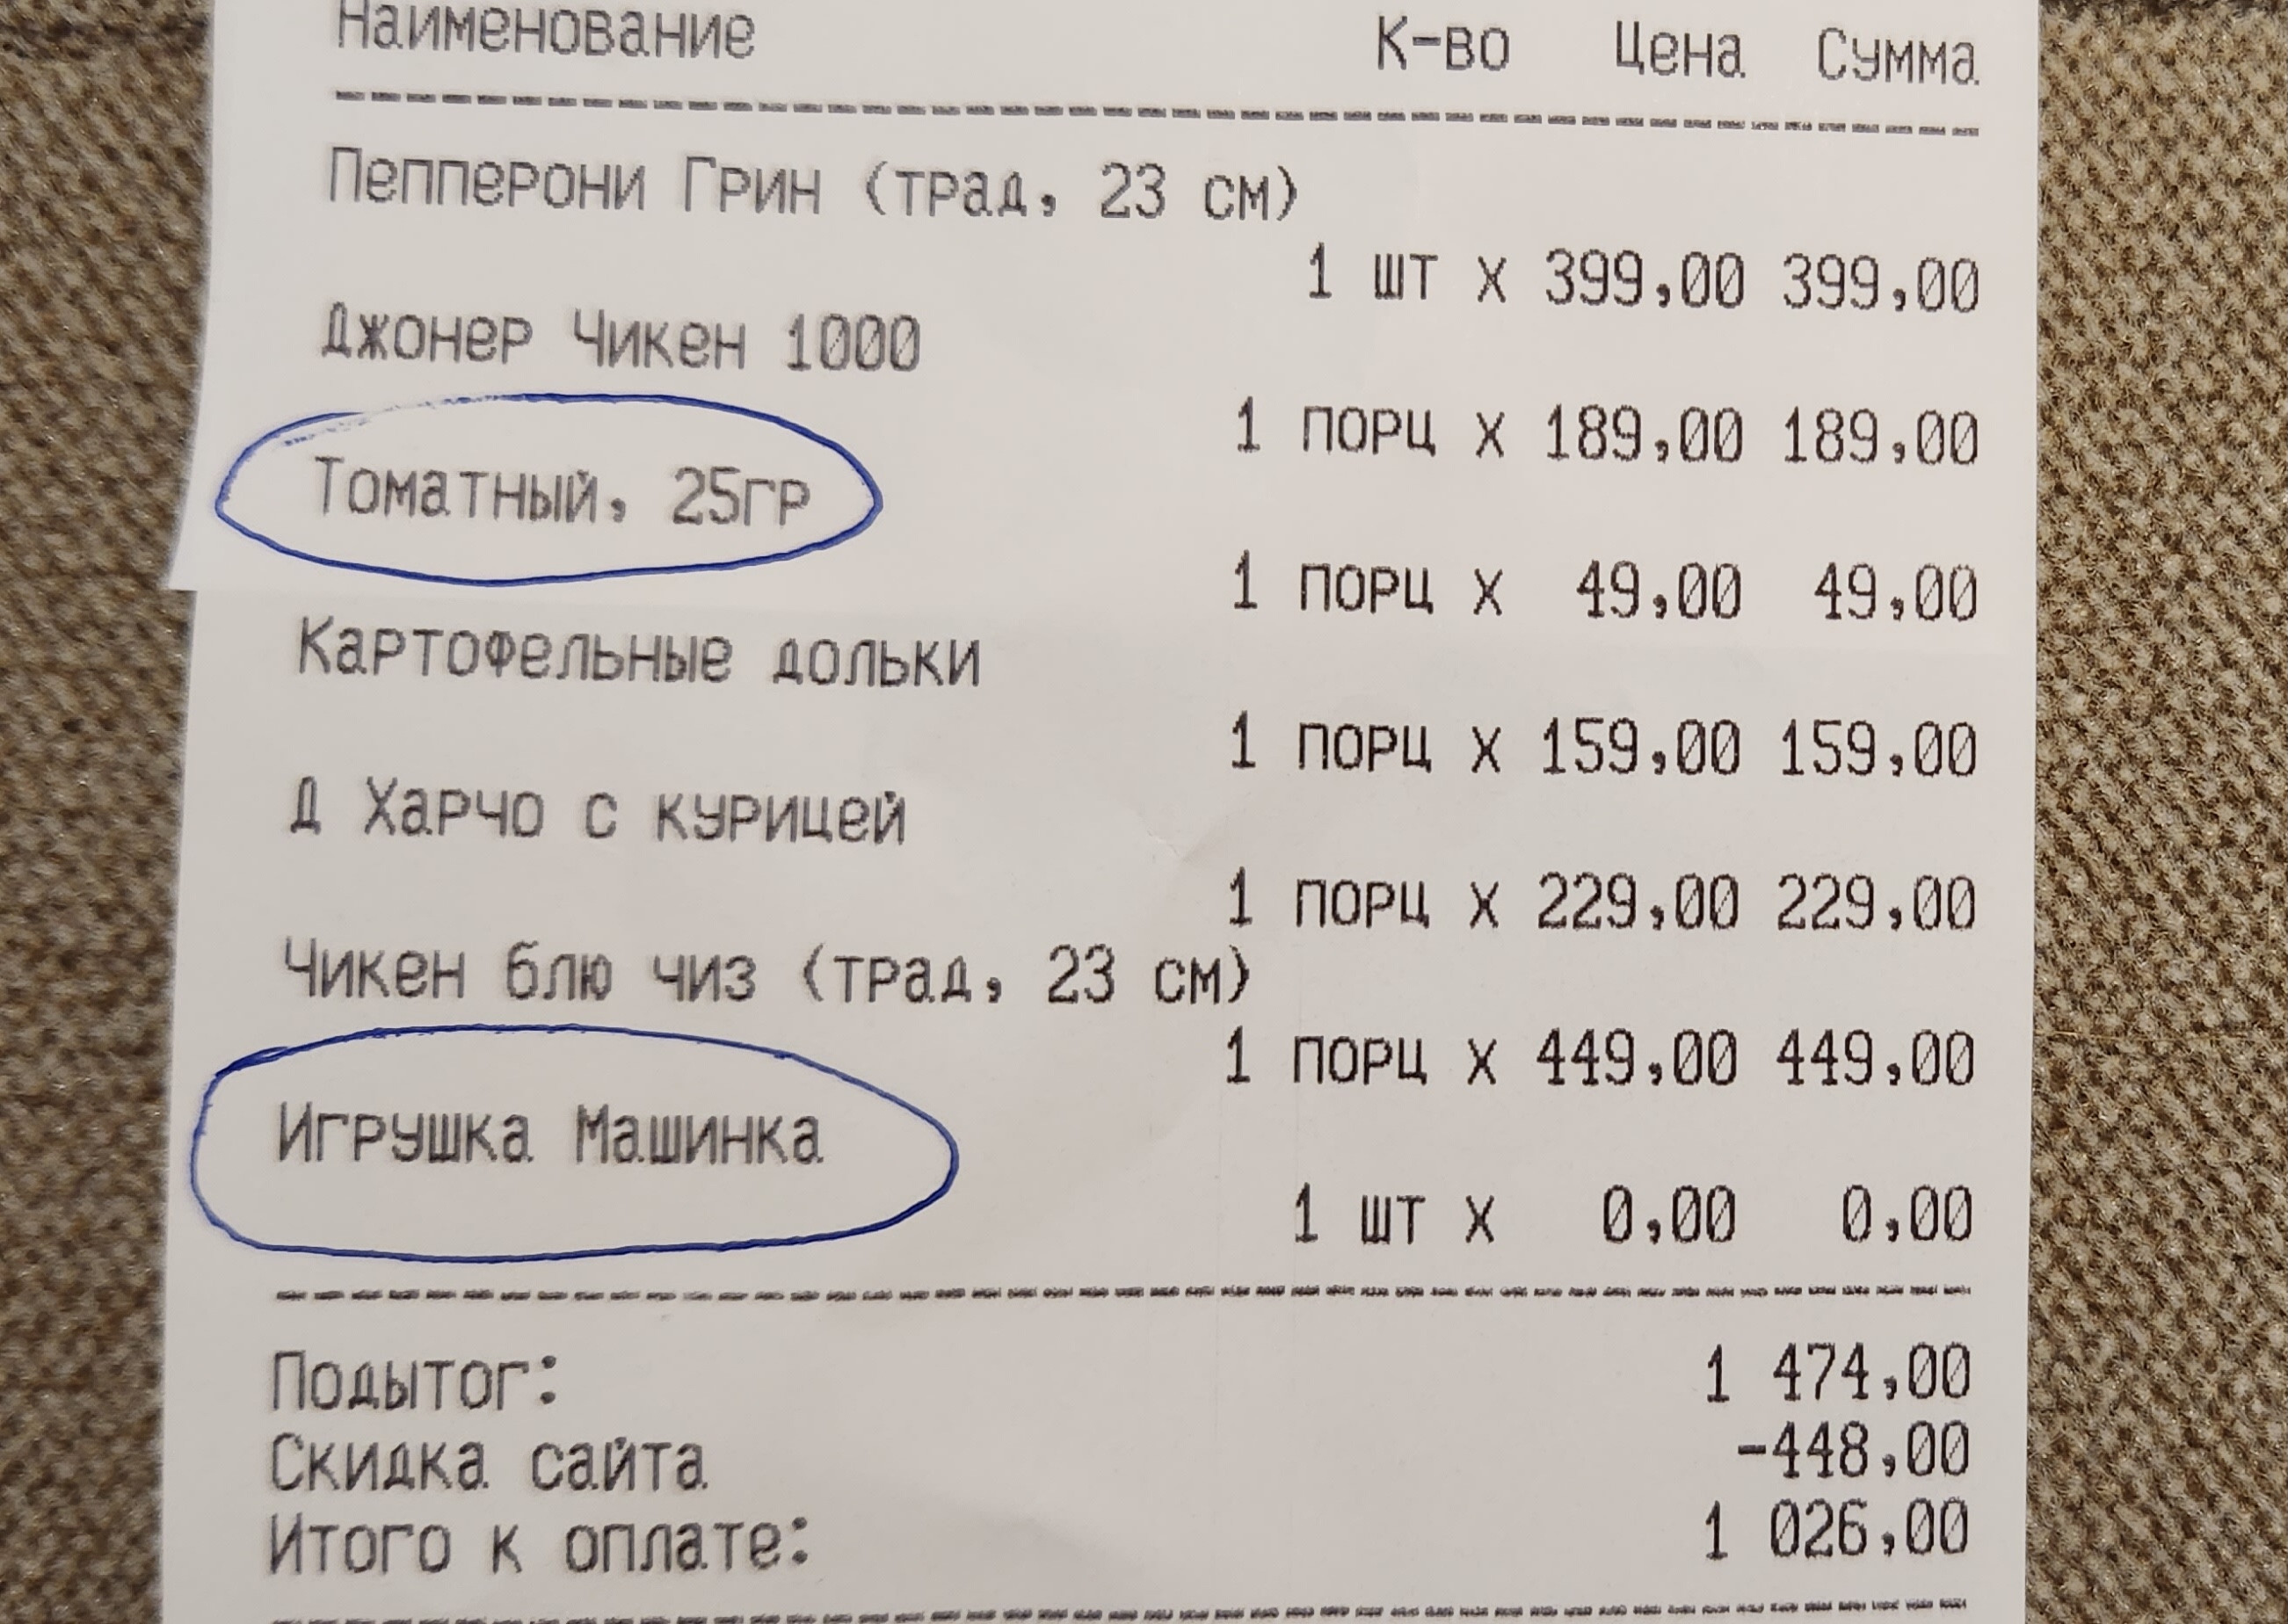 Наименование К-во Цена Сумма
Пепперони Грин (трад, 23 см)
1 шт х 399,00 399,00
Джонер Чикен 1000
1 порц х 189,00 189,00
Томатный, 25гр
1 порц х 49,00 49,00
Картофельные дольки
1 порц х 159,00 159,00
Д Харчо с курицей
1 порц х 229,00 229,00
Чикен блю чиз (трад, 23 см)
1 порц х 449,00 449,00
Игрушка Машинка
1 шт х 0,00 0,00
Подытог: 1 474,00
Скидка сайта -448,00
Итого к оплате: 1 026,00